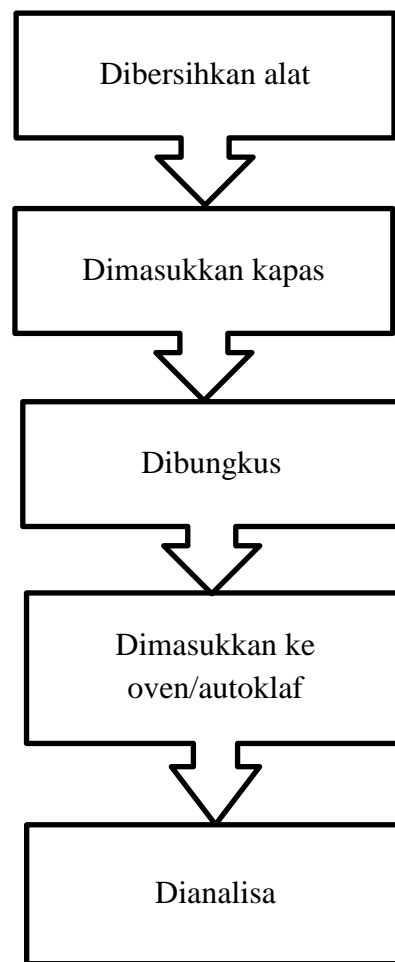 Dibersihkan alat
Dimasukkan kapas
Dibungkus
Dimasukkan ke
oven/autoklaf
Dianalisa